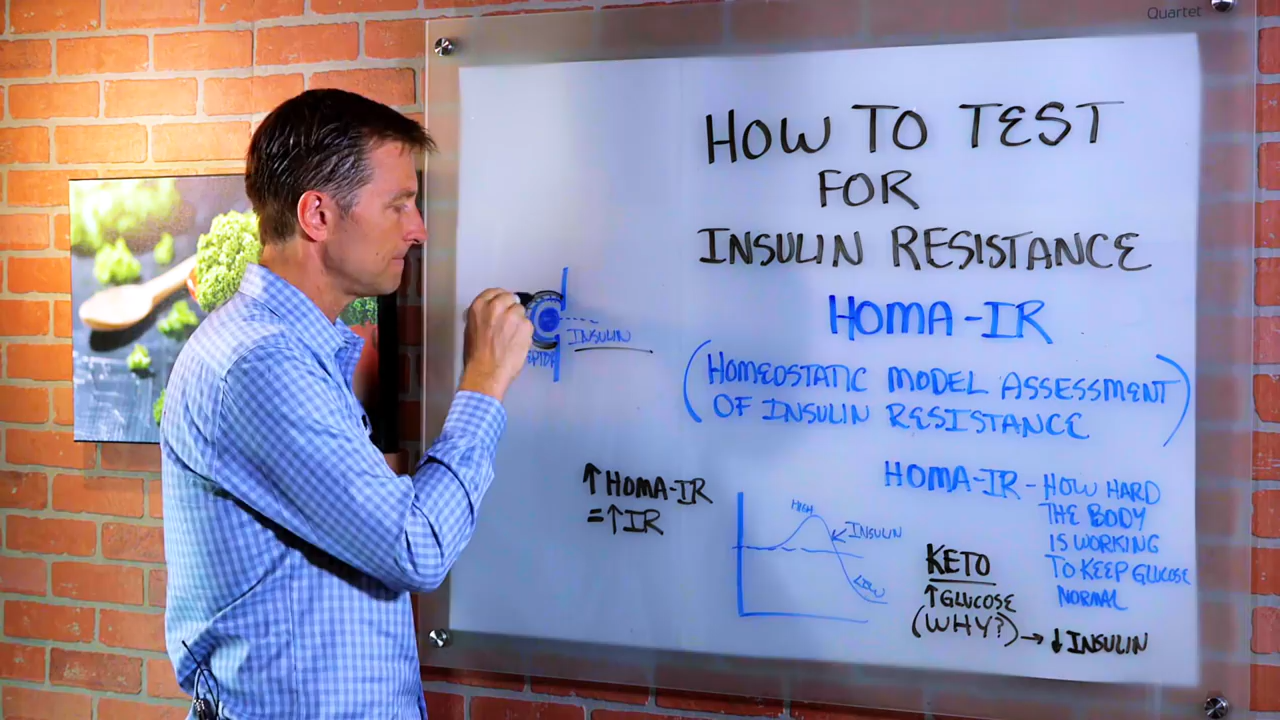 Quartet
HOW TO TEST
FOR
INSULIN RESISTANCE
HOMA-IR
(HOMEOSTATIC MODEL ASSESSMENT
OF INSULIN RESISTANCE)
INSULIN
↑ HOMA-IR
= ↑ IR
HIGH
INSULIN
LOW
HOMA-IR - HOW HARD
THE BODY
IS WORKING
TO KEEP GLUCOSE
NORMAL
KETO
↑ GLUCOSE
(WHY?) → ↓ INSULIN